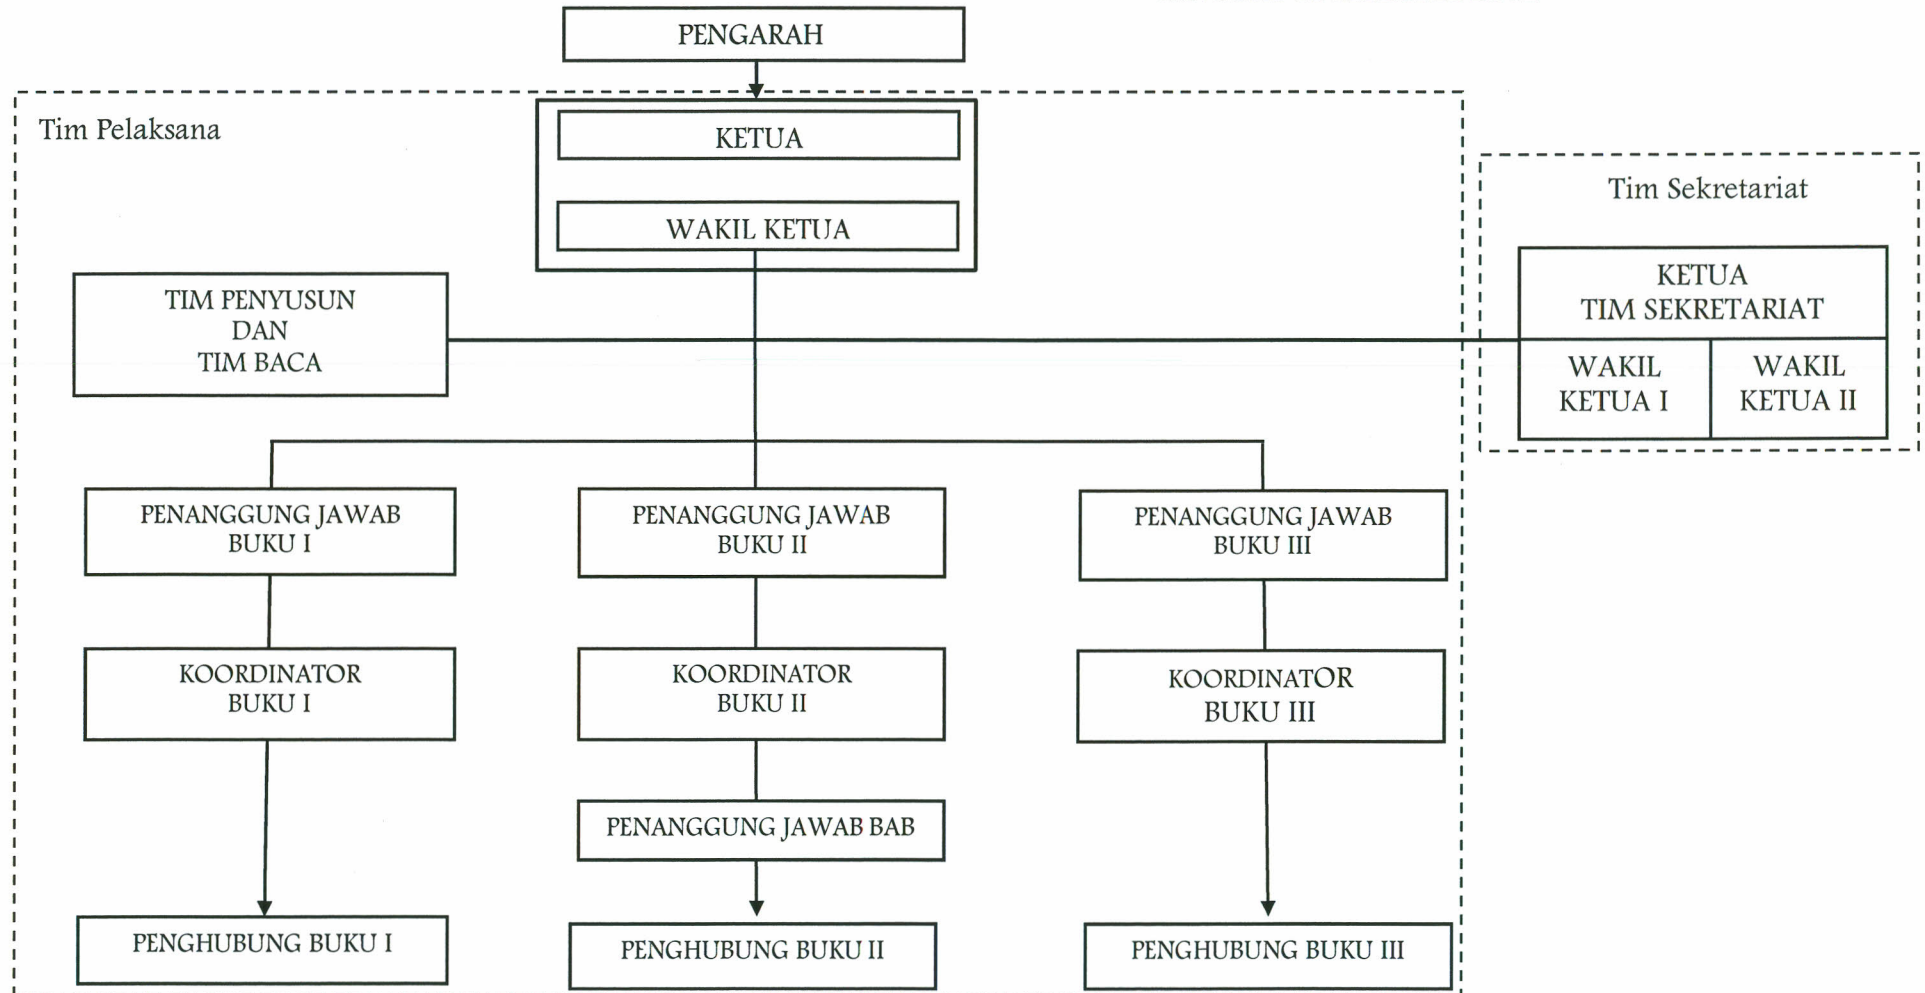 PENGARAH
Tim Pelaksana
KETUA
WAKIL KETUA
Tim Sekretariat
KETUA
TIM SEKRETARIAT
WAKIL
KETUA I
WAKIL
KETUA II
TIM PENYUSUN
DAN
TIM BACA
PENANGGUNG JAWAB
BUKU I
PENANGGUNG JAWAB
BUKU II
PENANGGUNG JAWAB
BUKU III
KOORDINATOR
BUKU I
KOORDINATOR
BUKU II
KOORDINATOR
BUKU III
PENANGGUNG JAWAB BAB
PENGHUBUNG BUKU I
PENGHUBUNG BUKU II
PENGHUBUNG BUKU III